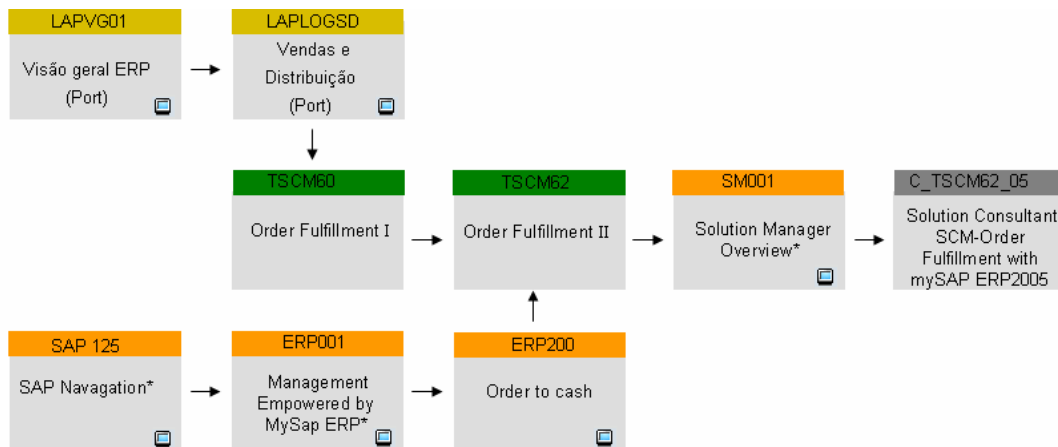 LAPVG01
Visão geral ERP
(Port)
LAPLOGSD
Vendas e
Distribuição
(Port)
TSCM60
Order Fulfillment I
TSCM62
Order Fulfillment II
SM001
Solution Manager
Overview*
C_TSCM62_05
Solution Consultant
SCM-Order
Fulfillment with
mySAP ERP2005
SAP 125
SAP Navagation*
ERP001
Management
Empowered by
MySap ERP*
ERP200
Order to cash